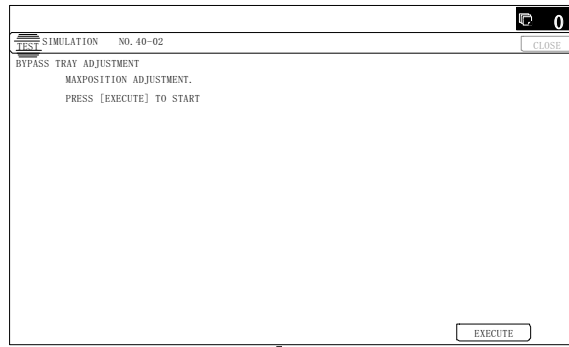 0
TEST SIMULATION NO. 40-02
CLOSE
BYPASS TRAY ADJUSTMENT
MAXPOSITION ADJUSTMENT.
PRESS [EXECUTE] TO START
EXECUTE